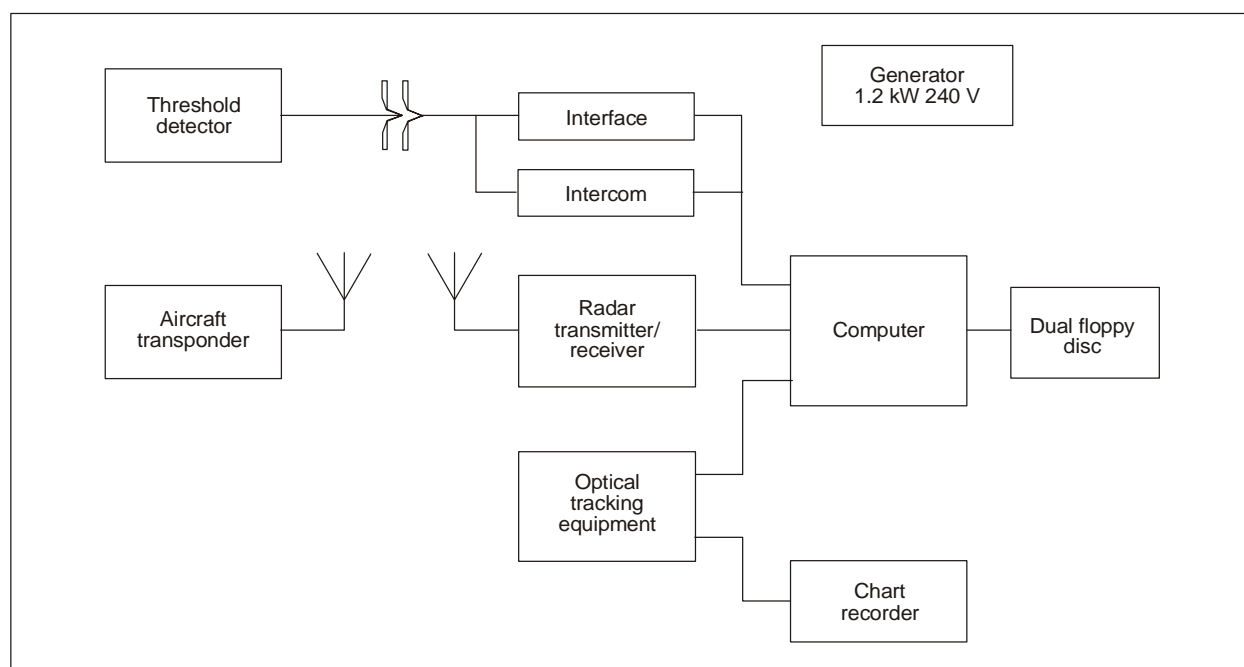 Generator
1.2 kW 240 V
Threshold
detector
Interface
Intercom
Aircraft
transponder
Radar
transmitter/
receiver
Computer
Dual floppy
disc
Optical
tracking
equipment
Chart
recorder